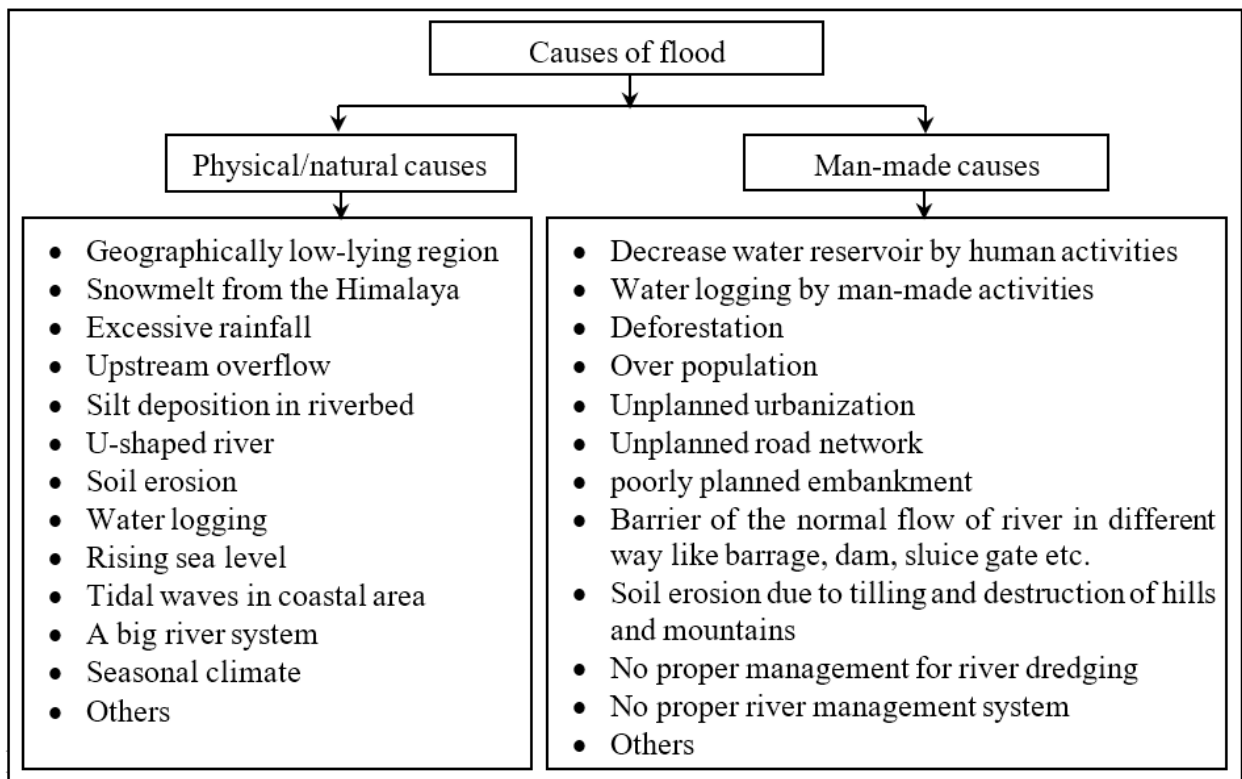 Causes of flood
Physical/natural causes
Man-made causes
• Geographically low-lying region
• Snowmelt from the Himalaya
• Excessive rainfall
• Upstream overflow
• Silt deposition in riverbed
• U-shaped river
• Soil erosion
• Water logging
• Rising sea level
• Tidal waves in coastal area
• A big river system
• Seasonal climate
• Others
• Decrease water reservoir by human activities
• Water logging by man-made activities
• Deforestation
• Over population
• Unplanned urbanization
• Unplanned road network
• poorly planned embankment
• Barrier of the normal flow of river in different
way like barrage, dam, sluice gate etc.
• Soil erosion due to tilling and destruction of hills
and mountains
• No proper management for river dredging
• No proper river management system
• Others